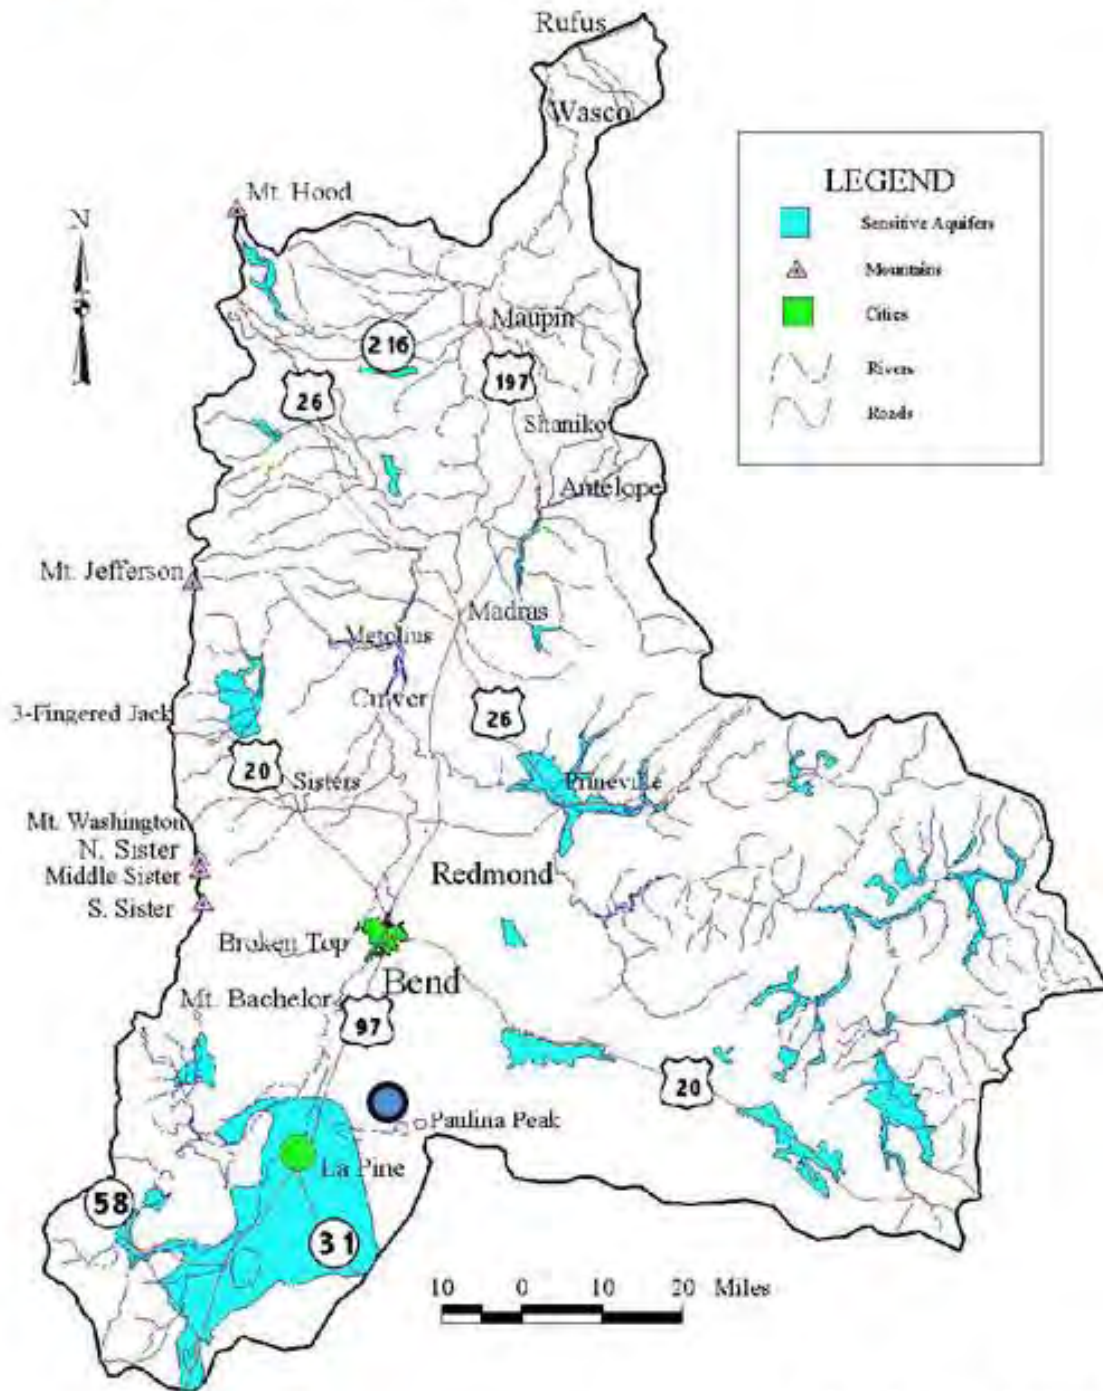 Rufus
Wasco
LEGEND
Sensitive Aquifers
Mountains
Cities
Rivers
Roads
Mt. Hood
N
Maupin
216
197
26
Shaniko
Antelope
Mt. Jefferson
Madras
Metolius
Culver
3-Fingered Jack
26
20
Sisters
Prineville
Mt. Washington
N. Sister
Middle Sister
Redmond
S. Sister
Broken Top
Bend
Mt. Bachelor
97
20
Paulina Peak
La Pine
58
31
10 0 10 20 Miles